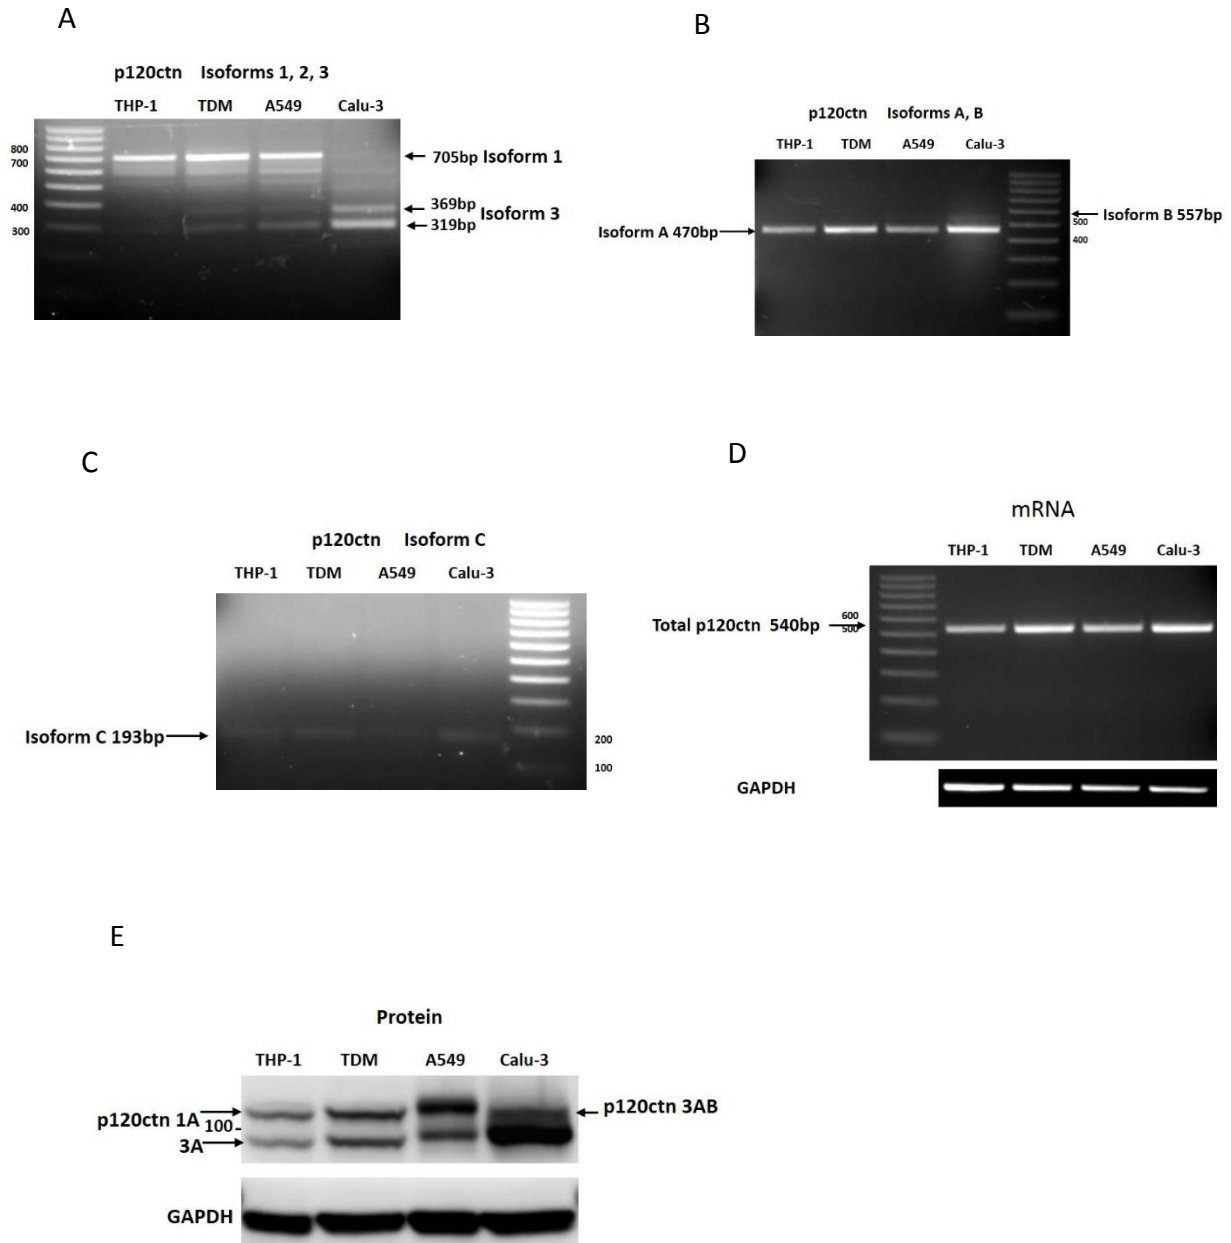 A
p120ctn Isoforms 1, 2, 3
THP-1 TDM A549 Calu-3
800
700
400
300
705bp Isoform 1
369bp
Isoform 3
319bp
B
p120ctn Isoforms A, B
THP-1 TDM A549 Calu-3
Isoform A 470bp
Isoform B 557bp
500
400
C
p120ctn Isoform C
THP-1 TDM A549 Calu-3
Isoform C 193bp
200
100
D
mRNA
THP-1 TDM A549 Calu-3
Total p120ctn 540bp
600
500
GAPDH
E
Protein
THP-1 TDM A549 Calu-3
p120ctn 1A
100
3A
p120ctn 3AB
GAPDH